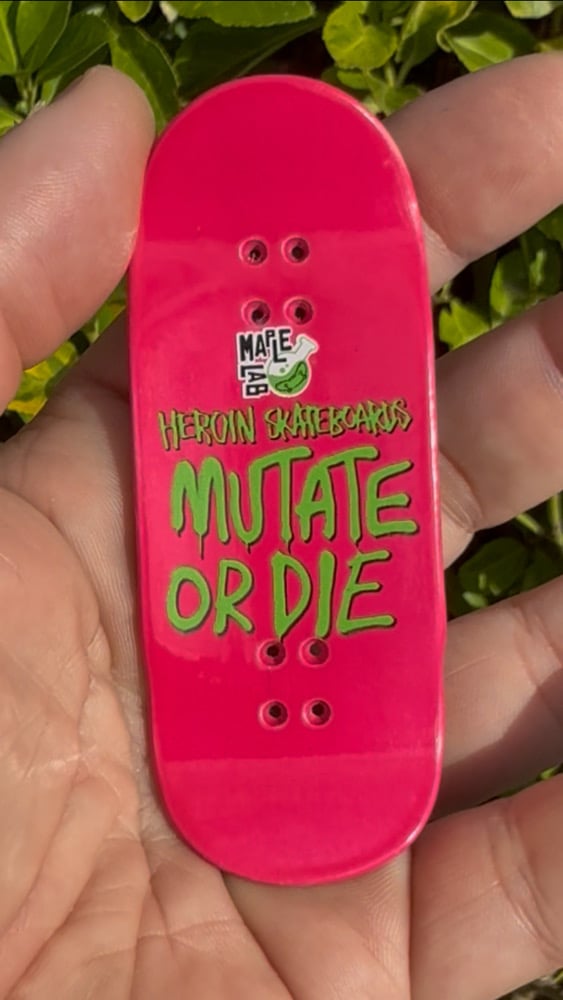 MAPLE
LAB
HEROIN SKATEBOARDS
MUTATE
OR DIE